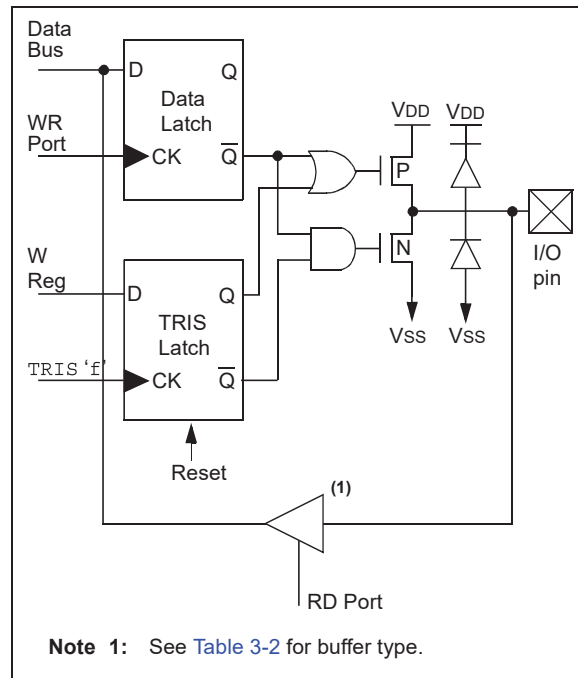 Data
Bus
D
Q
Data
Latch
WR
Port
CK
Q
VDD
VDD
P
N
I/O
pin
W
Reg
D
Q
TRIS
Latch
VSS
VSS
TRIS ‘f’
CK
Q
Reset
(1)
RD Port
Note 1: See Table 3-2 for buffer type.